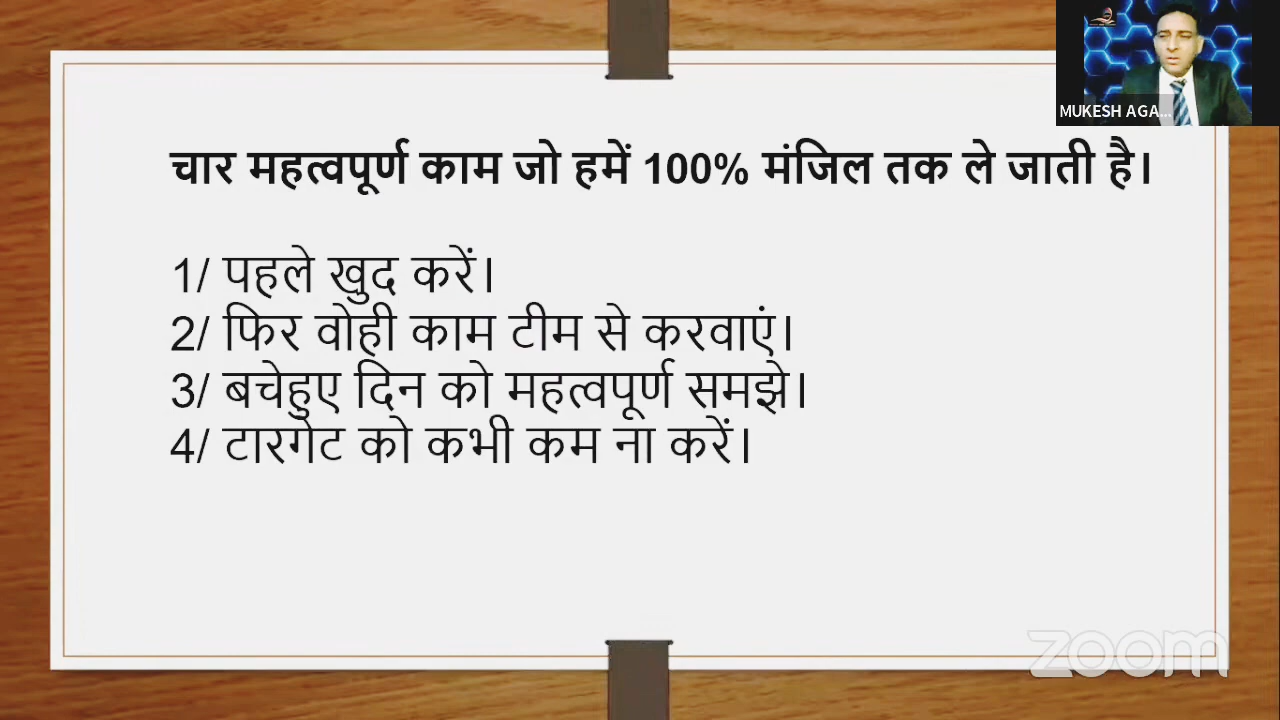 MUKESH AGA...
चार महत्वपूर्ण काम जो हमें 100% मंजिल तक ले जाती है।
1/ पहले खुद करें।
2/ फिर वोही काम टीम से करवाएं।
3/ बचेहुए दिन को महत्वपूर्ण समझे।
4/ टारगेट को कभी कम ना करें।
zoom